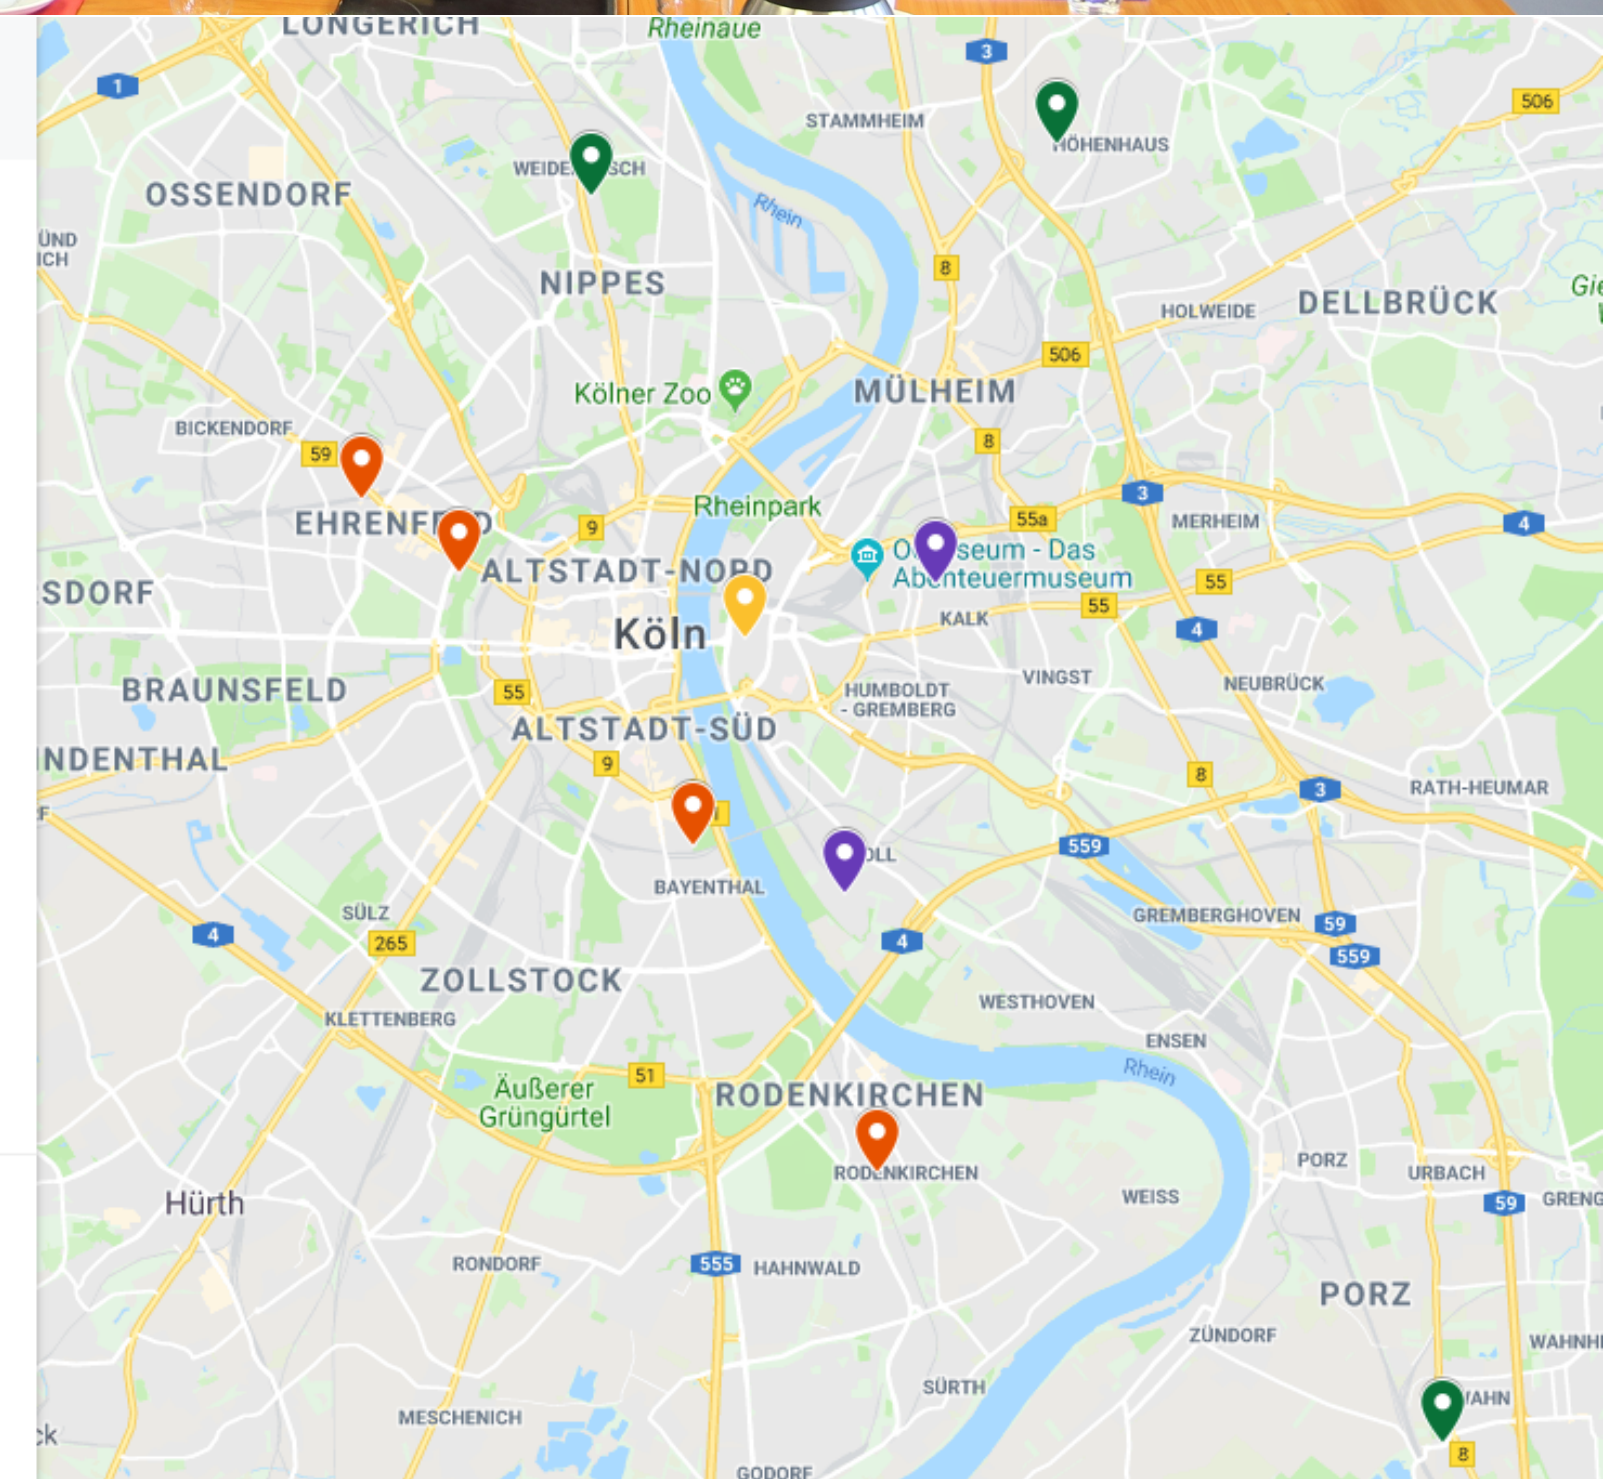 LONGERICH
Rheinaue
3
1
506
STAMMHEIM
HÖHENHAUS
OSSENDORF
Rhein
NIPPES
8
HOLWEIDE
DELLBRÜCK
506
Kölner Zoo
MÜLHEIM
BICKENDORF
59
8
3
Rheinpark
EHRENFELD
9
55a
MERHEIM
4
ALTSTADT-NORD
Odysseum - Das
Abenteuermuseum
55
55
KALK
Köln
4
BRAUNSFELD
55
VINGST
NEUBRÜCK
HUMBOLDT
- GREMBERG
ALTSTADT-SÜD
9
8
3
RATH-HEUMAR
559
BAYENTHAL
SÜLZ
4
265
4
GREMBERGHOVEN
59
559
ZOLLSTOCK
WESTHOVEN
KLETTENBERG
ENSEN
51
Rhein
Äußerer
Grüngürtel
RODENKIRCHEN
RODENKIRCHEN
PORZ
URBACH
WEISS
59
Hürth
RONDORF
555
HAHNWALD
PORZ
ZÜNDORF
SÜRTH
MESCHENICH
8
GODORF